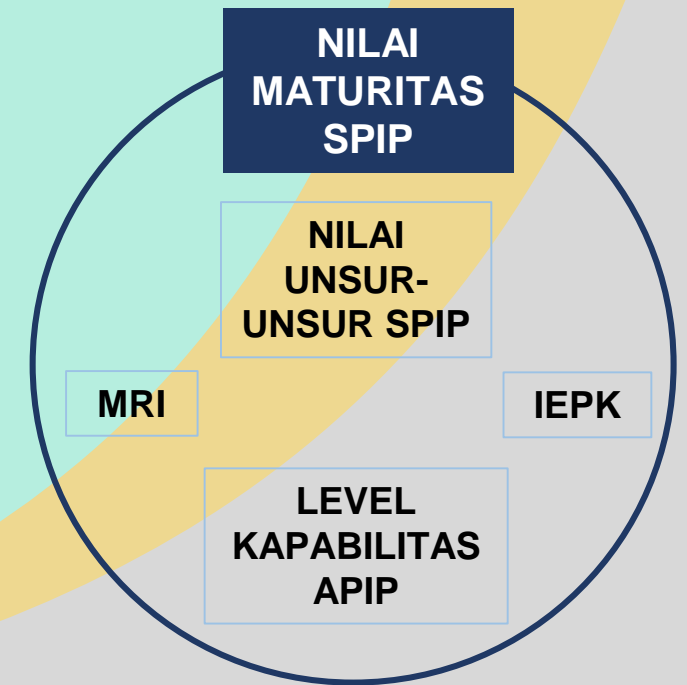 NILAI
MATURITAS
SPIP
NILAI
UNSUR-
UNSUR SPIP
MRI
IEPK
LEVEL
KAPABILITAS
APIP